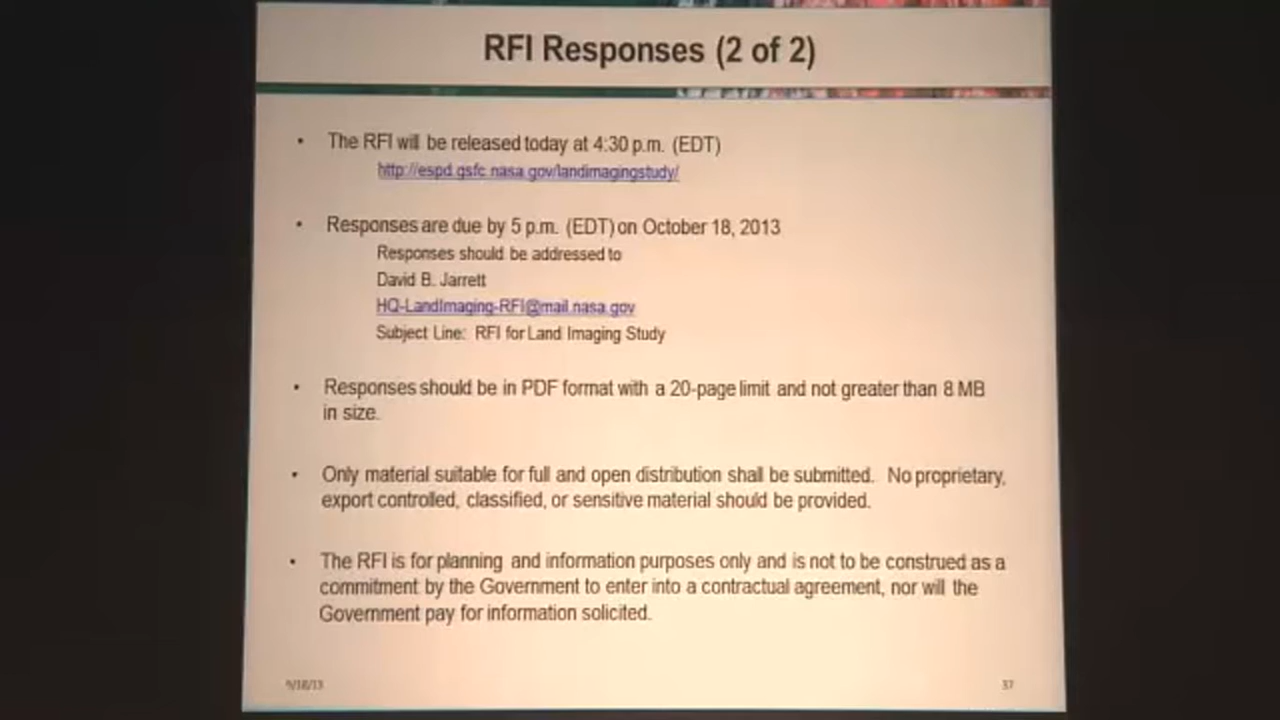 RFI Responses (2 of 2)
• The RFI will be released today at 4:30 p.m. (EDT)
http://espd.gsfc.nasa.gov/landimagingstudy/
• Responses are due by 5 p.m. (EDT) on October 18, 2013
Responses should be addressed to
David B. Jarrett
HQ-LandImaging-RFI@mail.nasa.gov
Subject Line: RFI for Land Imaging Study
• Responses should be in PDF format with a 20-page limit and not greater than 8 MB
in size.
• Only material suitable for full and open distribution shall be submitted. No proprietary,
export controlled, classified, or sensitive material should be provided.
• The RFI is for planning and information purposes only and is not to be construed as a
commitment by the Government to enter into a contractual agreement, nor will the
Government pay for information solicited.
9/18/13
37